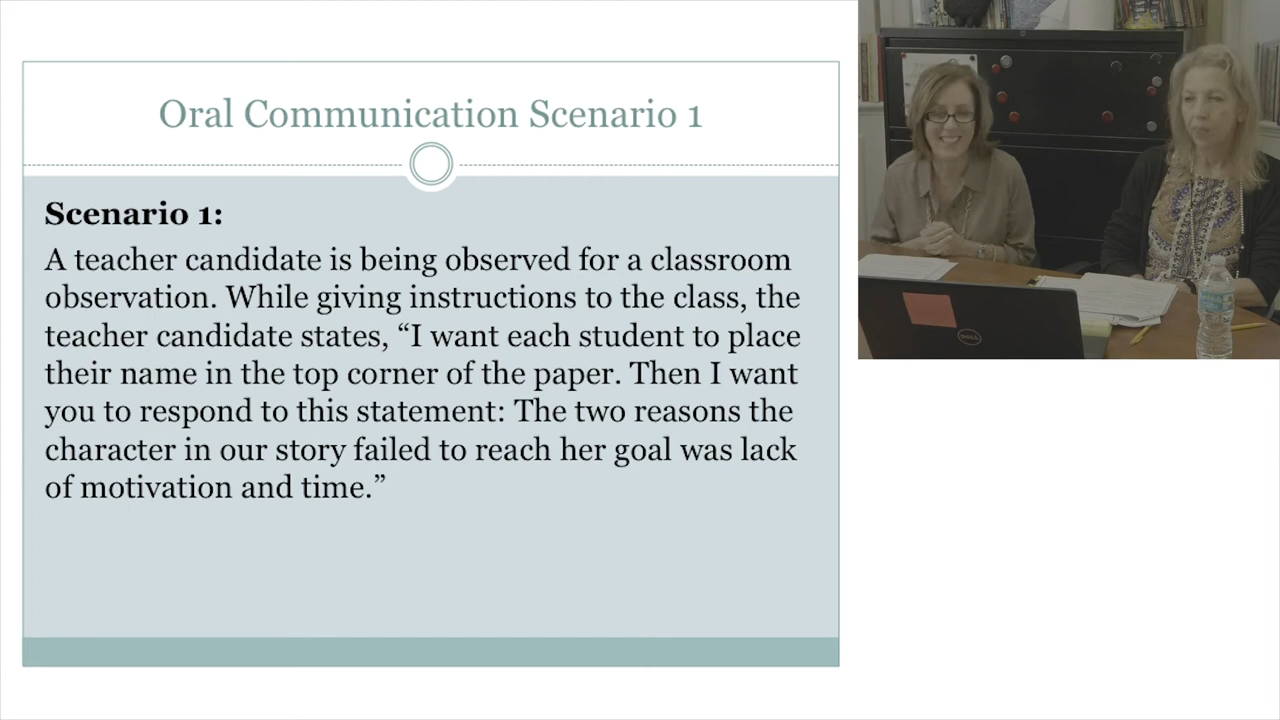 Oral Communication Scenario 1
Scenario 1:
A teacher candidate is being observed for a classroom
observation. While giving instructions to the class, the
teacher candidate states, “I want each student to place
their name in the top corner of the paper. Then I want
you to respond to this statement: The two reasons the
character in our story failed to reach her goal was lack
of motivation and time.”
DELL